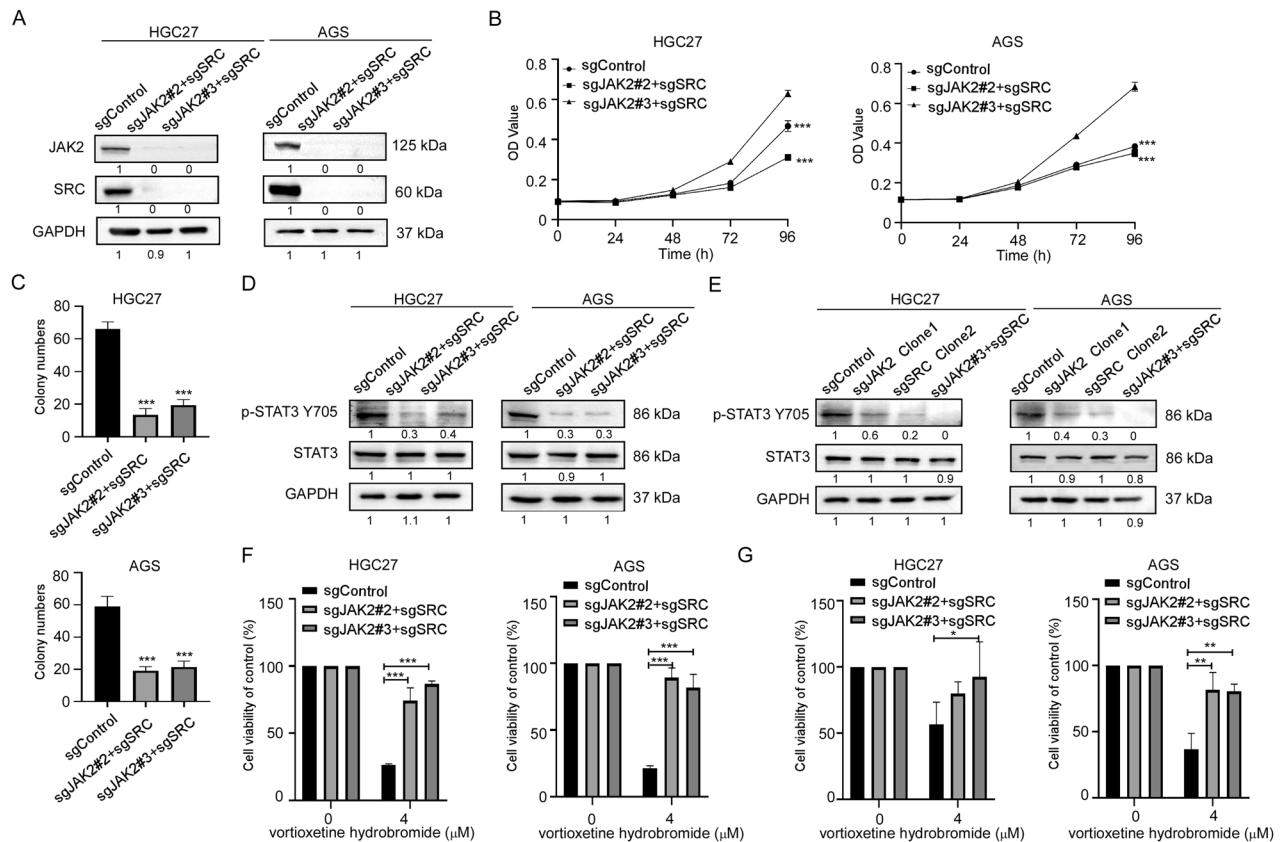 A
HGC27 AGS
sgControl sgJAK2#2+sgSRC sgJAK2#3+sgSRC sgControl sgJAK2#2+sgSRC sgJAK2#3+sgSRC
JAK2 125 kDa
1 0 0 1 0 0
SRC 60 kDa
1 0 0 1 0 0
GAPDH 37 kDa
1 0.9 1 1 1 1
B
HGC27
sgControl
sgJAK2#2+sgSRC
sgJAK2#3+sgSRC
OD Value
0.8
0.6
0.4
0.2
0
***
***
0 24 48 72 96
Time (h)
AGS
sgControl
sgJAK2#2+sgSRC
sgJAK2#3+sgSRC
OD Value
0.8
0.6
0.4
0.2
0
***
***
0 24 48 72 96
Time (h)
C
HGC27
Colony numbers
80
60
40
20
0
*** ***
sgControl
sgJAK2#2+sgSRC
sgJAK2#3+sgSRC
AGS
Colony numbers
80
60
40
20
0
*** ***
sgControl
sgJAK2#2+sgSRC
sgJAK2#3+sgSRC
D
HGC27 AGS
sgControl sgJAK2#2+sgSRC sgJAK2#3+sgSRC sgControl sgJAK2#2+sgSRC sgJAK2#3+sgSRC
p-STAT3 Y705 86 kDa
1 0.3 0.4 1 0.3 0.3
STAT3 86 kDa
1 1 1 1 0.9 1
GAPDH 37 kDa
1 1.1 1 1 1 1
E
HGC27 AGS
sgControl sgJAK2 Clone1 sgSRC Clone2 sgJAK2#3+sgSRC sgControl sgJAK2 Clone1 sgSRC Clone2 sgJAK2#3+sgSRC
p-STAT3 Y705 86 kDa
1 0.6 0.2 0 1 0.4 0.3 0
STAT3 86 kDa
1 1 1 0.9 1 0.9 1 0.8
GAPDH 37 kDa
1 1 1 1 1 1 1 0.9
F
HGC27
sgControl
sgJAK2#2+sgSRC
sgJAK2#3+sgSRC
Cell viability of control (%)
150
100
50
0
***
***
0 4
vortioxetine hydrobromide (μM)
AGS
sgControl
sgJAK2#2+sgSRC
sgJAK2#3+sgSRC
Cell viability of control (%)
150
100
50
0
***
***
0 4
vortioxetine hydrobromide (μM)
G
HGC27
sgControl
sgJAK2#2+sgSRC
sgJAK2#3+sgSRC
Cell viability of control (%)
150
100
50
0
*
0 4
vortioxetine hydrobromide (μM)
AGS
sgControl
sgJAK2#2+sgSRC
sgJAK2#3+sgSRC
Cell viability of control (%)
150
100
50
0
**
**
0 4
vortioxetine hydrobromide (μM)